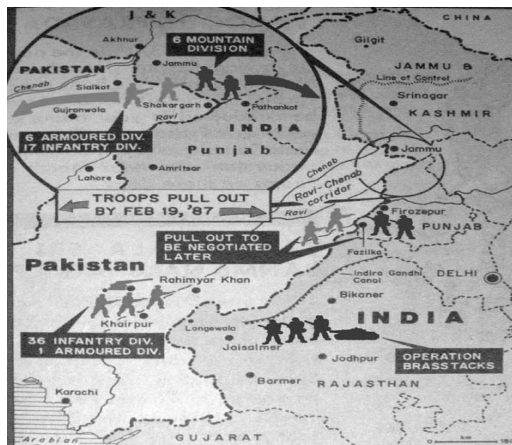 J & K
CHINA
Akhnur
6 MOUNTAIN
DIVISION
Gilgit
PAKISTAN
Jammu
JAMMU &
Chenab
Sialkot
Line of Control
Srinagar
KASHMIR
Gujranwala
Shakargarh
Pathankot
Ravi
INDIA
6 ARMOURED DIV.
17 INFANTRY DIV.
Punjab
Jammu
Lahore
Amritsar
Chenab
Ravi-Chenab
corridor
TROOPS PULL OUT
BY FEB 19,'87
Ravi
Firozepur
PULL OUT TO
BE NEGOTIATED
LATER
PUNJAB
Fazilka
Pakistan
Rahimyar Khan
Indira Gandhi
Canal
DELHI
Bikaner
Khairpur
INDIA
36 INFANTRY DIV.
1 ARMOURED DIV.
Longewala
Jaisalmer
Jodhpur
OPERATION
BRASSTACKS
Barmer
RAJASTHAN
Karachi
Arabian
GUJARAT
0 km